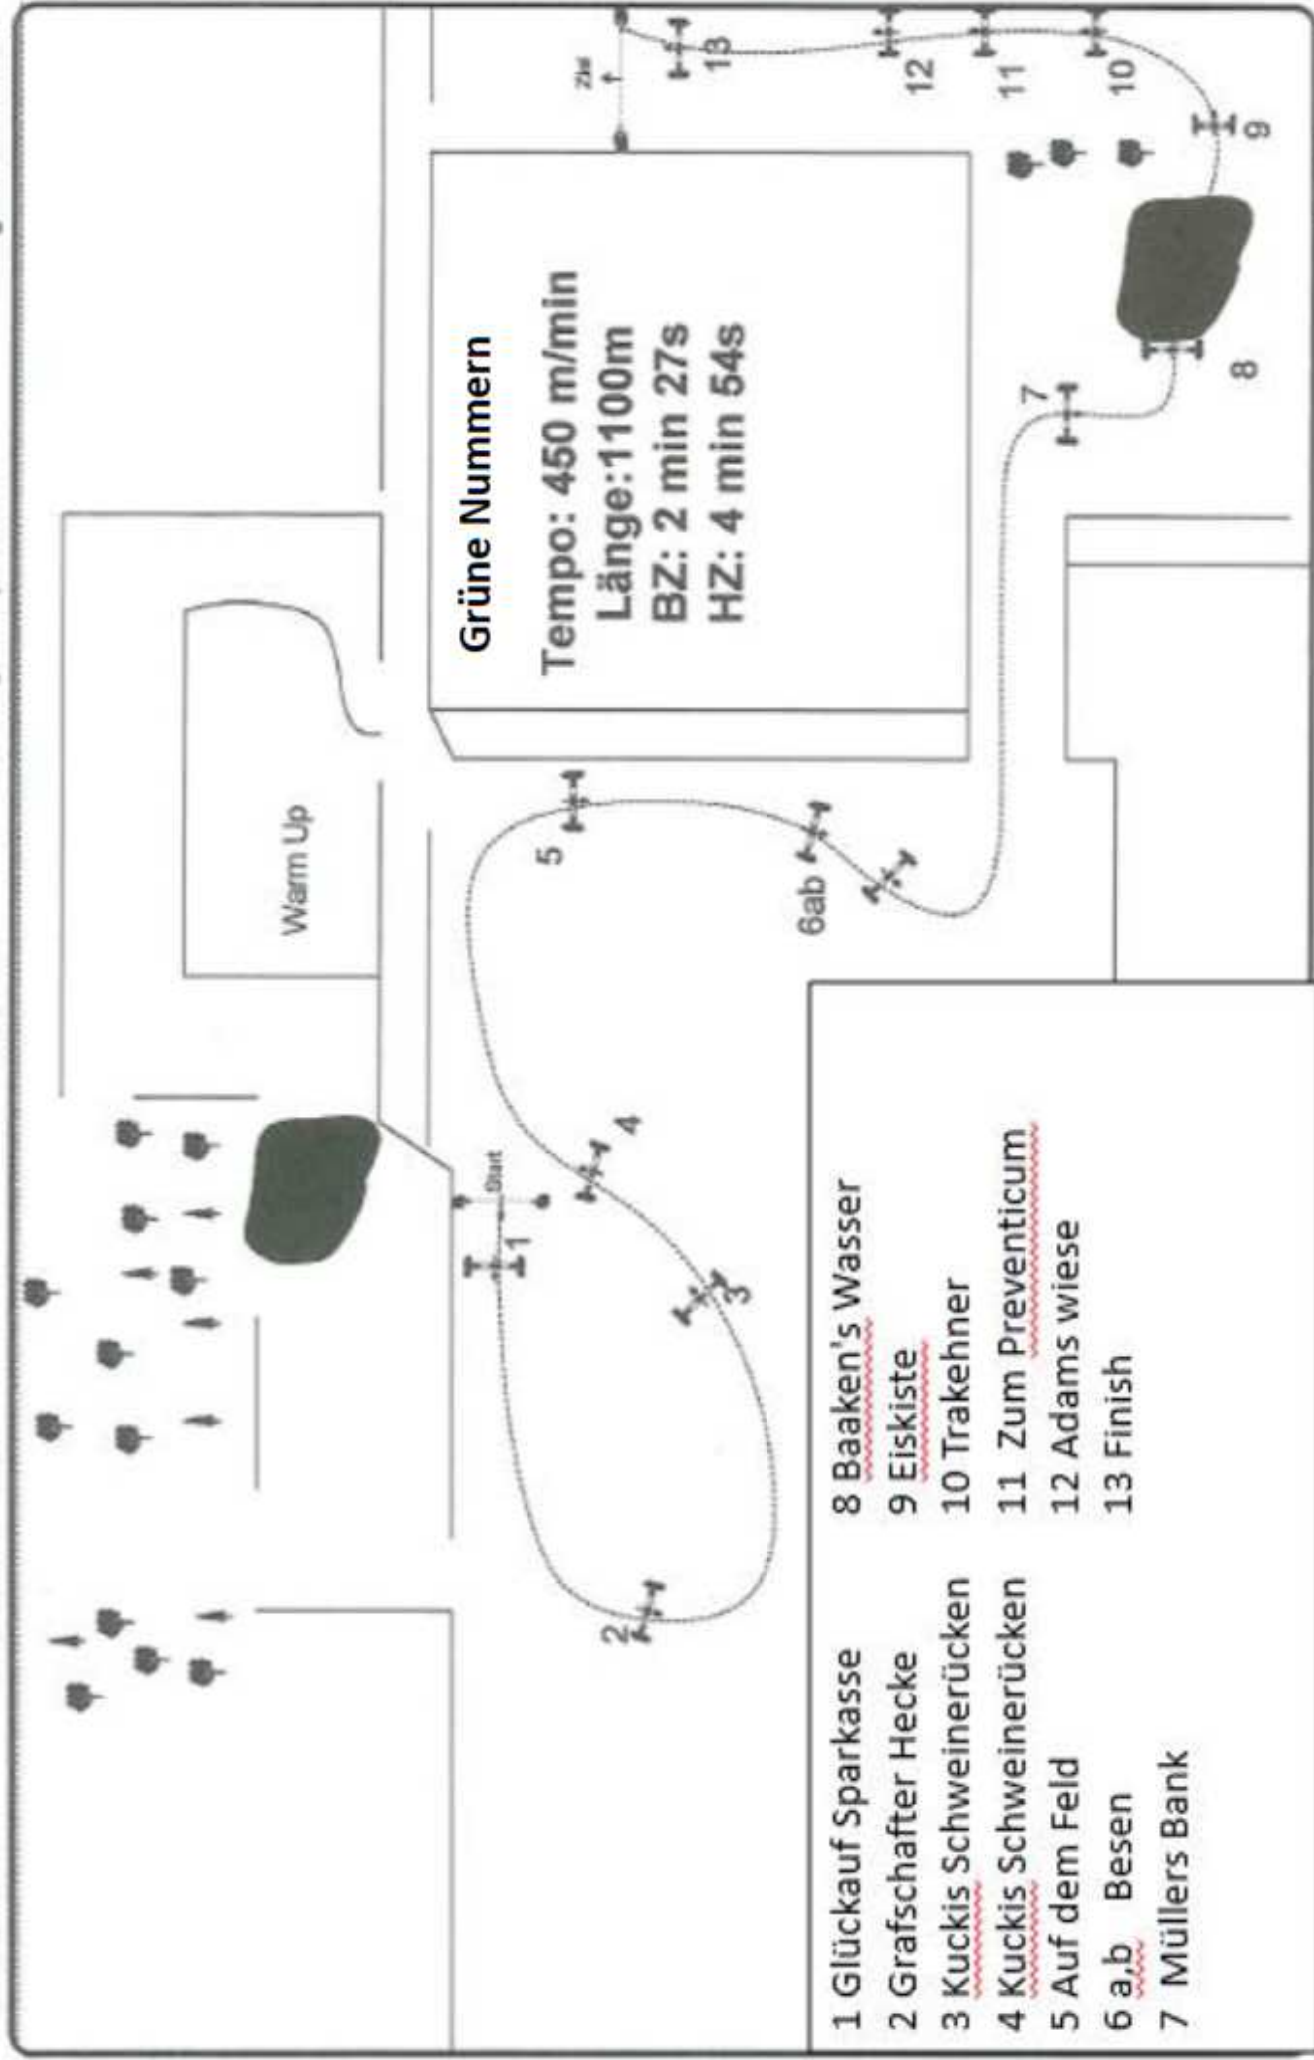 Warm Up
Grüne Nummern
Tempo: 450 m/min
Länge:1100m
BZ: 2 min 27s
HZ: 4 min 54s
Ziel
Start
1
2
3
4
5
6ab
7
8
9
10
11
12
13
1 Glückauf Sparkasse
2 Grafschafter Hecke
3 Kuckis Schweinerücken
4 Kuckis Schweinerücken
5 Auf dem Feld
6 a,b Besen
7 Müllers Bank
8 Baaken's Wasser
9 Eiskiste
10 Trakehner
11 Zum Preventicum
12 Adams wiese
13 Finish